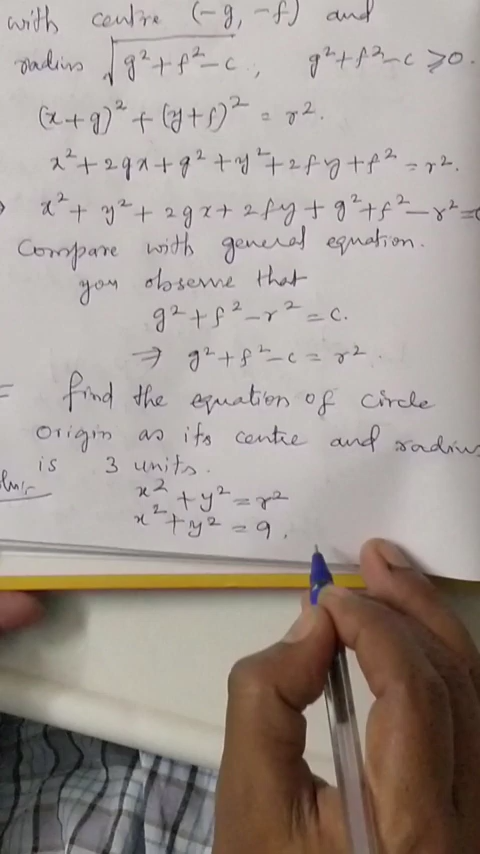 with centre (-g, -f) and
radius √g²+f²-c, g²+f²-c ⩾0.
(x+g)² + (y+f)² = r².
x²+2gx+g²+y²+2fy+f²=r².
x²+ y²+2gx+2fy+g²+f²-r²=0
Compare with general equation.
you observe that
g²+f²-r²=c.
⇒ g²+f²-c=r².
= find the equation of circle
origin as its centre and radius
is 3 units.
x²+y²=r²
x²+y²=9.